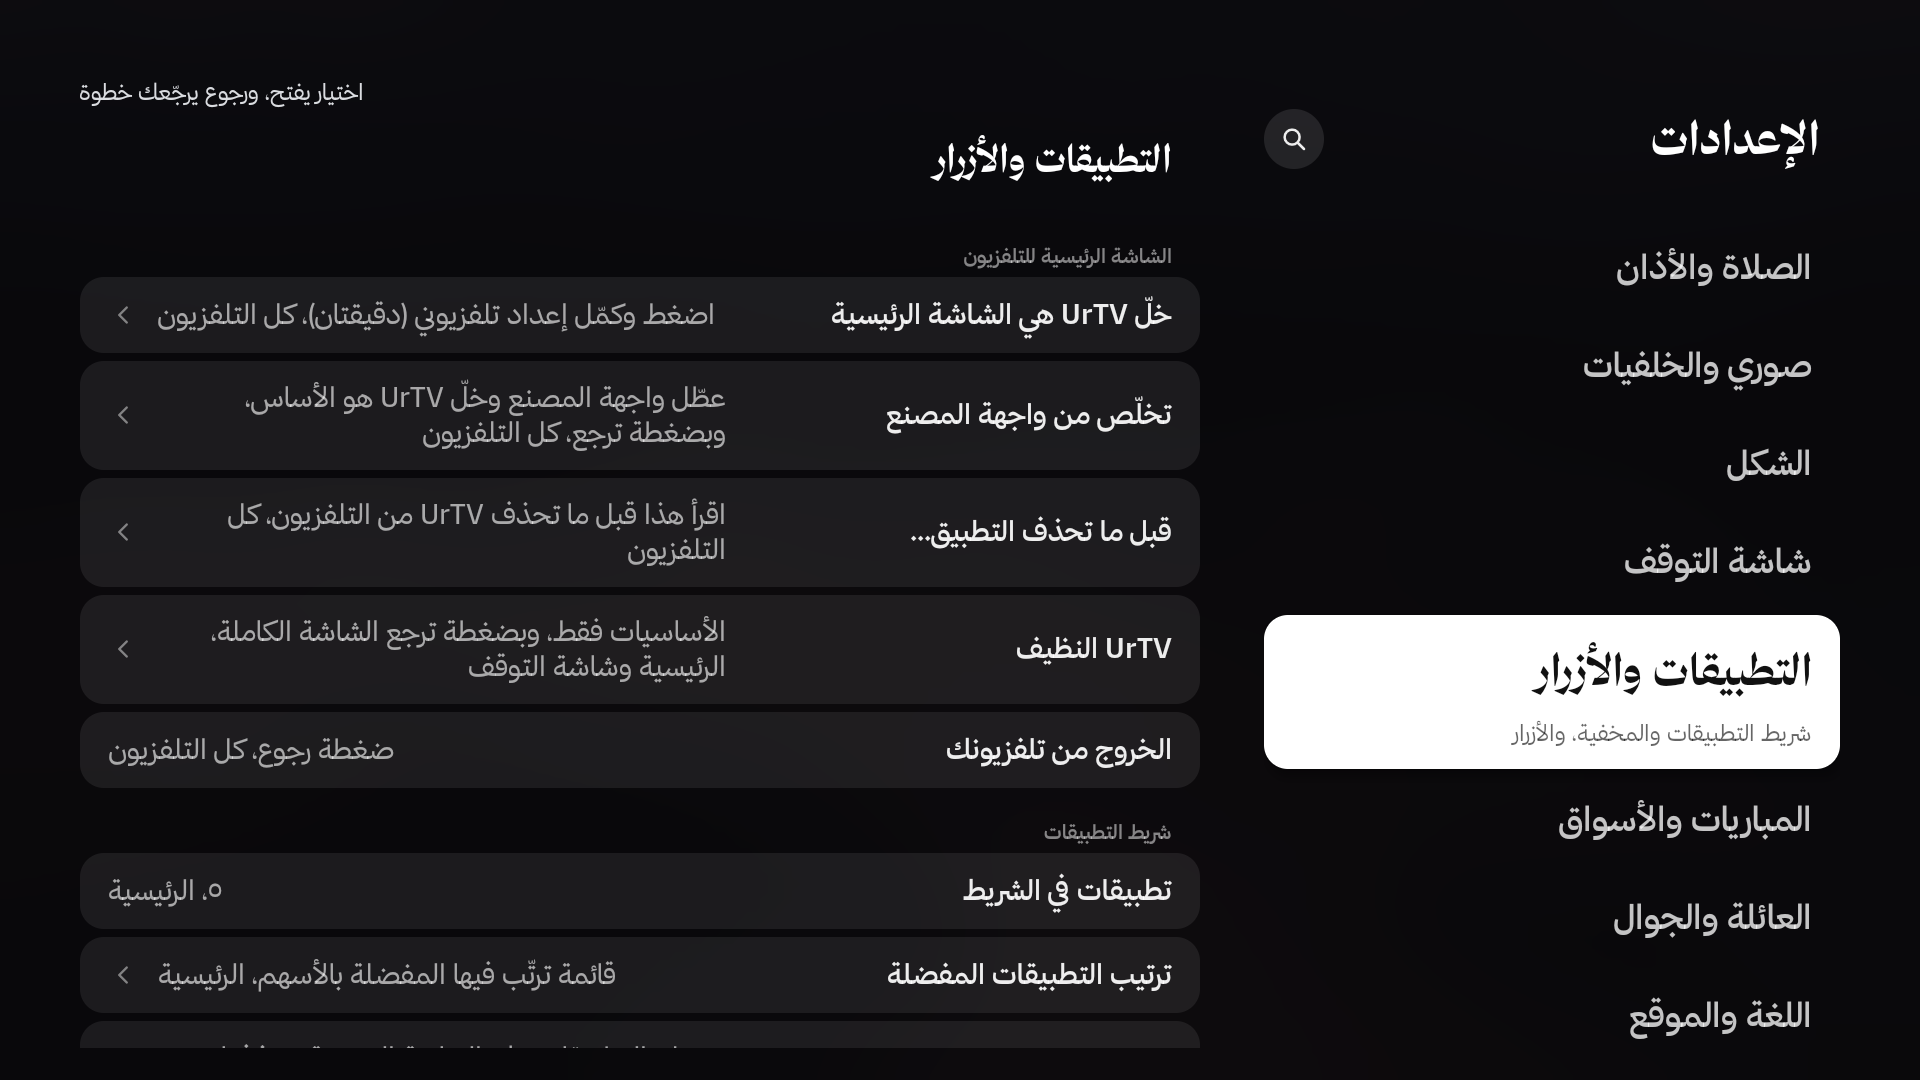 الإعدادات
الصلاة والأذان
صوري والخلفيات
الشكل
شاشة التوقف
التطبيقات والأزرار
شريط التطبيقات والمخفية، والأزرار
المباريات والأسواق
العائلة والجوال
اللغة والموقع
اختيار يفتح، ورجوع يرجّعك خطوة
التطبيقات والأزرار
الشاشة الرئيسية للتلفزيون
خلّ UrTV هي الشاشة الرئيسية
اضغط وكمّل إعداد تلفزيوني (دقيقتان)، كل التلفزيون
تخلّص من واجهة المصنع
عطّل واجهة المصنع وخلّ UrTV هو الأساس،
وبضغطة ترجع، كل التلفزيون
قبل ما تحذف التطبيق...
اقرأ هذا قبل ما تحذف UrTV من التلفزيون، كل
التلفزيون
UrTV النظيف
الأساسيات فقط، وبضغطة ترجع الشاشة الكاملة،
الرئيسية وشاشة التوقف
الخروج من تلفزيونك
ضغطة رجوع، كل التلفزيون
شريط التطبيقات
تطبيقات في الشريط
٥، الرئيسية
ترتيب التطبيقات المفضلة
قائمة ترتّب فيها المفضلة بالأسهم، الرئيسية